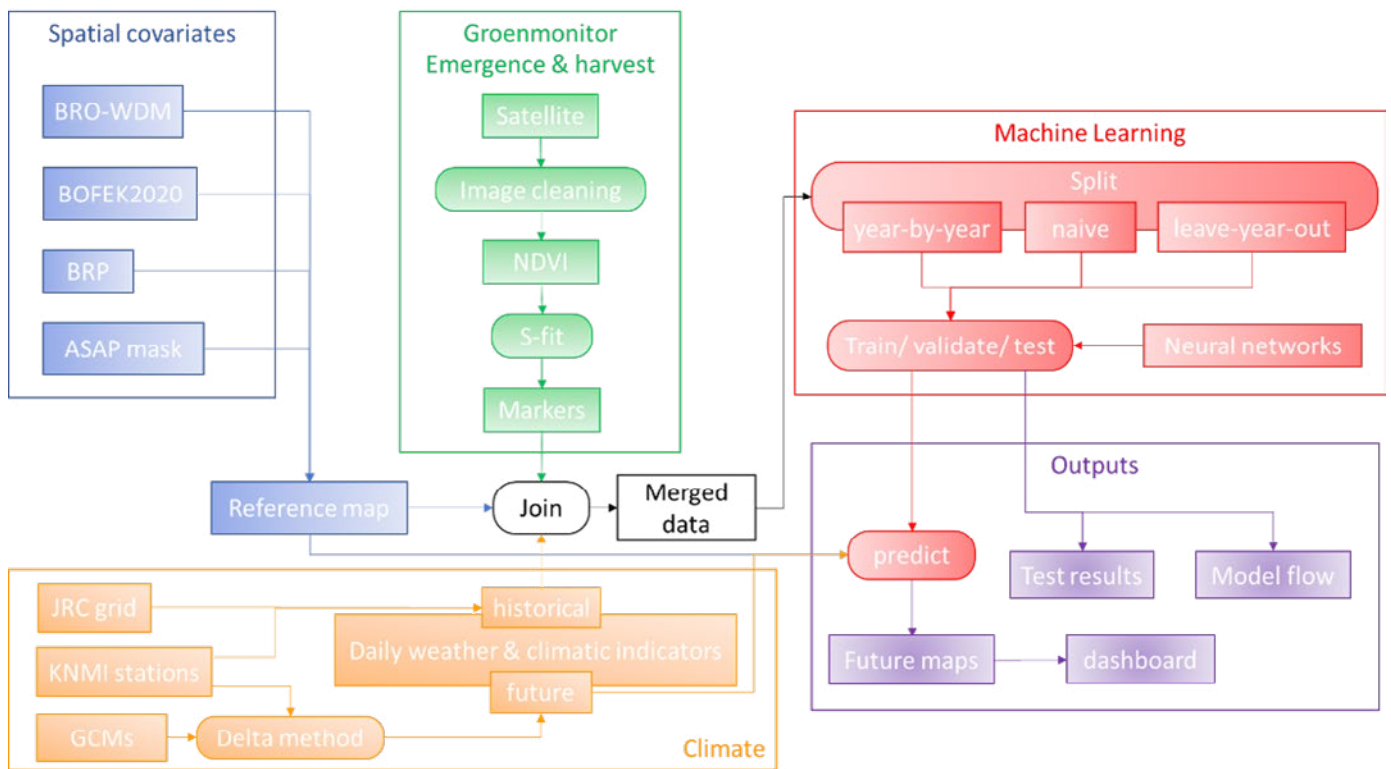 Spatial covariates
BRO-WDM
BOFEK2020
BRP
ASAP mask
Reference map
Groenmonitor
Emergence & harvest
Satellite
Image cleaning
NDVI
S-fit
Markers
Join
Merged
data
Machine Learning
Split
year-by-year
naive
leave-year-out
Train/ validate/ test
Neural networks
Outputs
predict
Test results
Model flow
Future maps
dashboard
JRC grid
KNMI stations
GCMs
Delta method
historical
Daily weather & climatic indicators
future
Climate